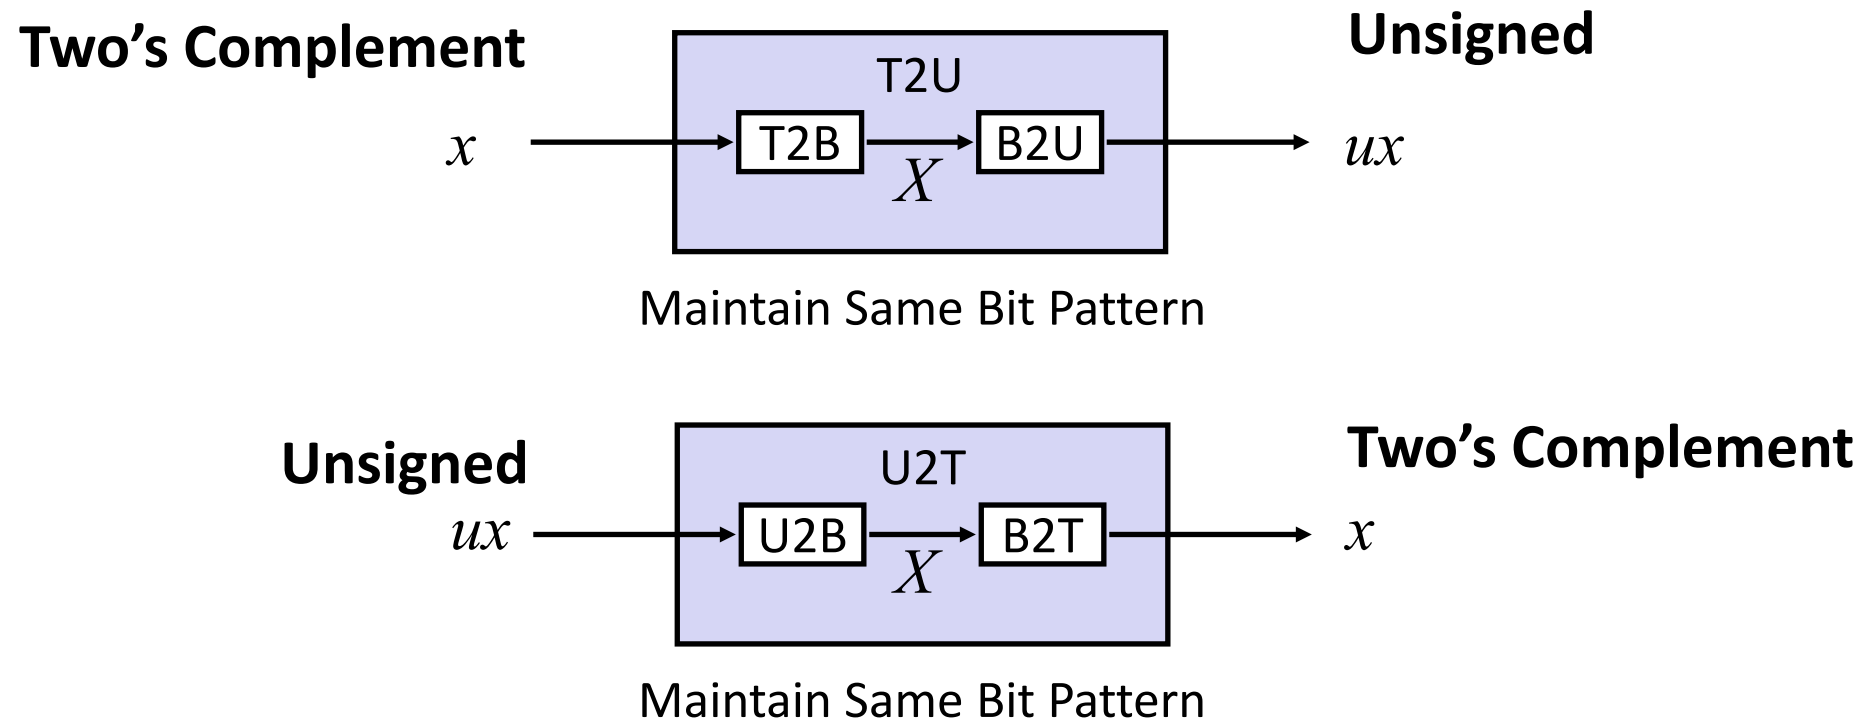 Two’s Complement
Unsigned
T2U
x
T2B
X
B2U
ux
Maintain Same Bit Pattern
Unsigned
Two’s Complement
U2T
ux
U2B
X
B2T
x
Maintain Same Bit Pattern